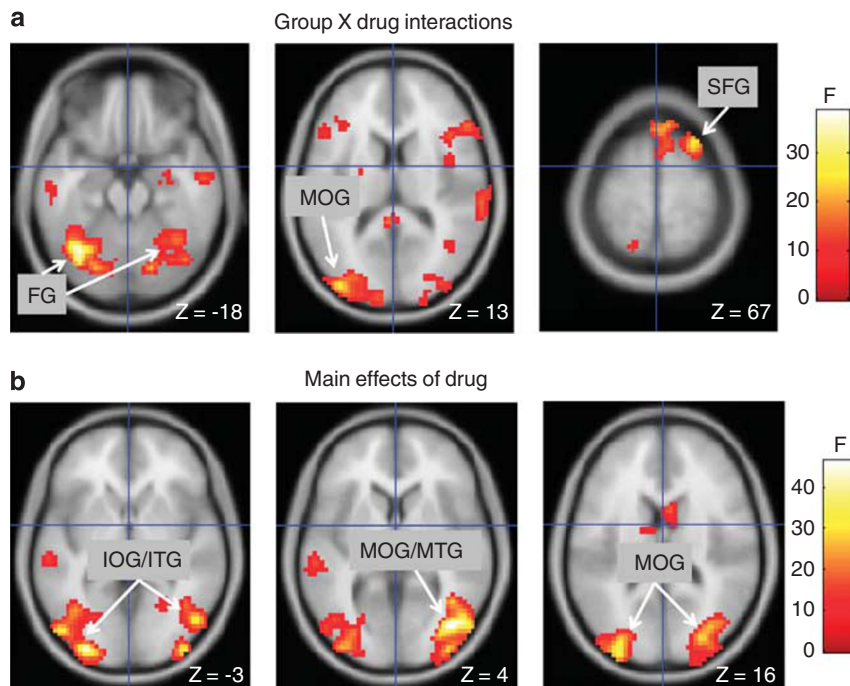 a
Group X drug interactions
SFG
F
30
20
10
0
MOG
FG
Z = -18
Z = 13
Z = 67
b
Main effects of drug
F
40
30
20
10
0
IOG/ITG
MOG/MTG
MOG
Z = -3
Z = 4
Z = 16